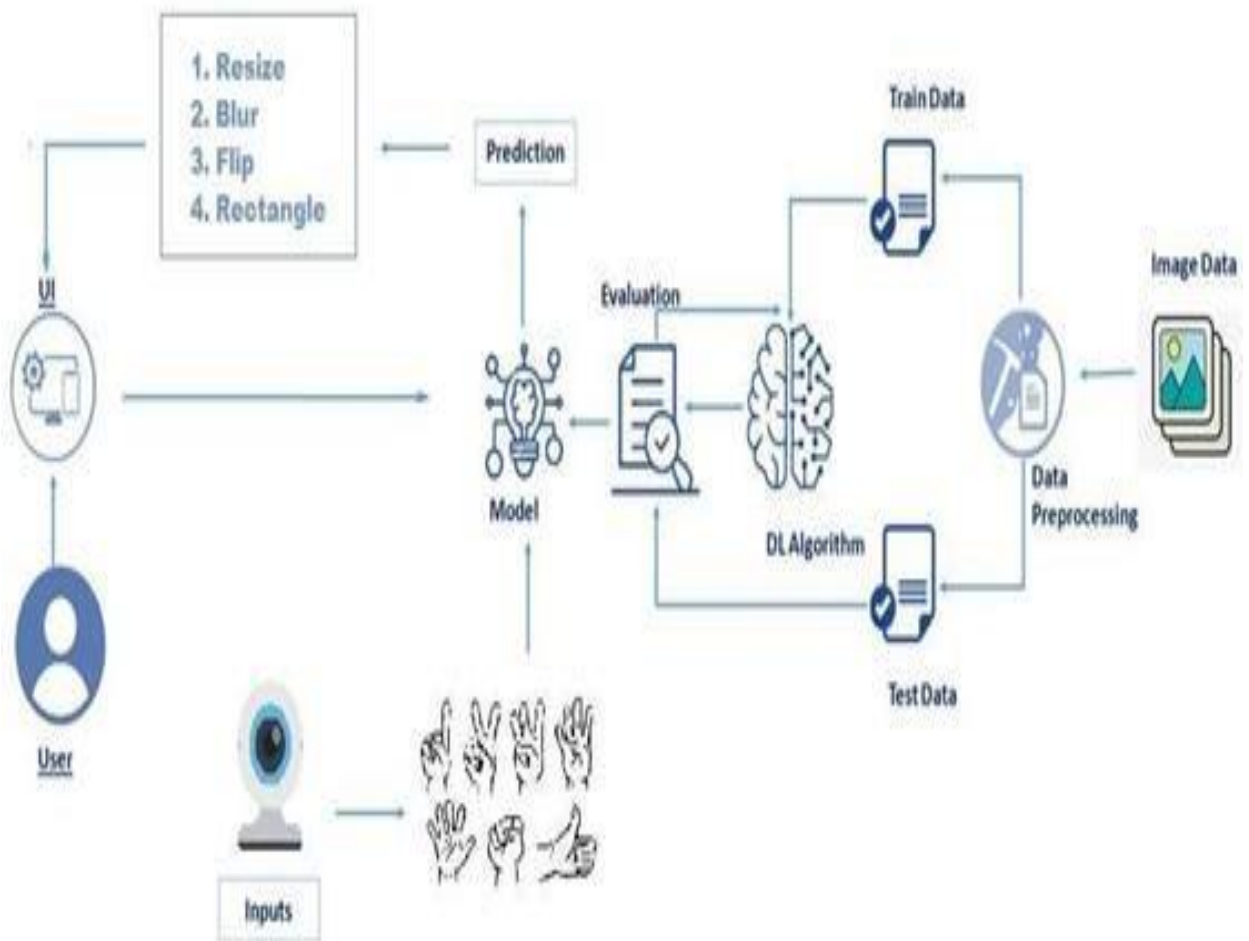 1. Resize
2. Blur
3. Flip
4. Rectangle
Prediction
Train Data
Image Data
UI
Evaluation
Model
DL Algorithm
Data
Preprocessing
Test Data
User
Inputs